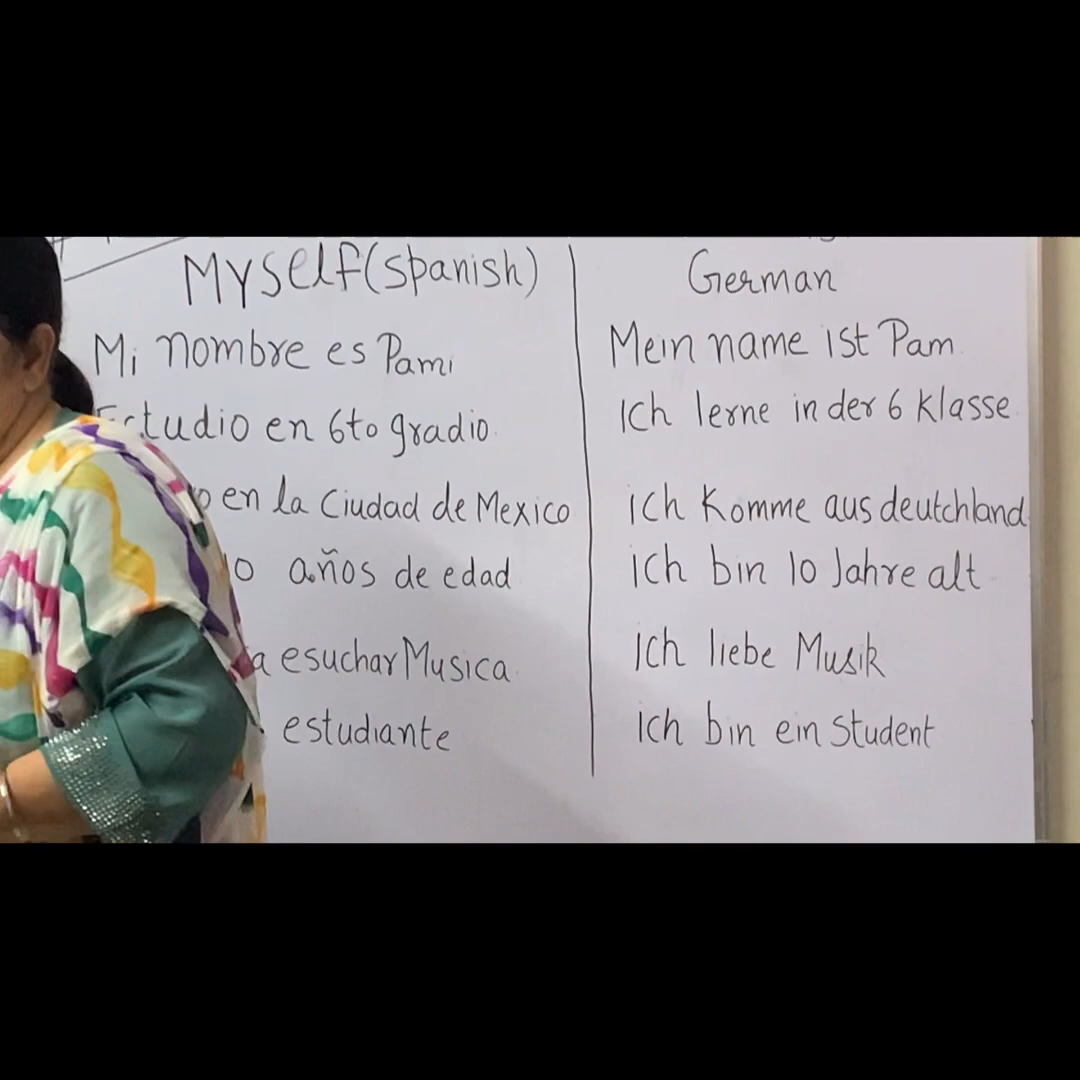 Myself (Spanish)
Mi nombre es Pami
Estudio en 6to gradio.
en la Ciudad de Mexico
años de edad
a esuchar Musica.
estudiante
German
Mein name ist Pam
Ich lerne in der 6 Klasse.
ich Komme aus deutchland
ich bin 10 Jahre alt
ich liebe Musik
ich bin ein Student